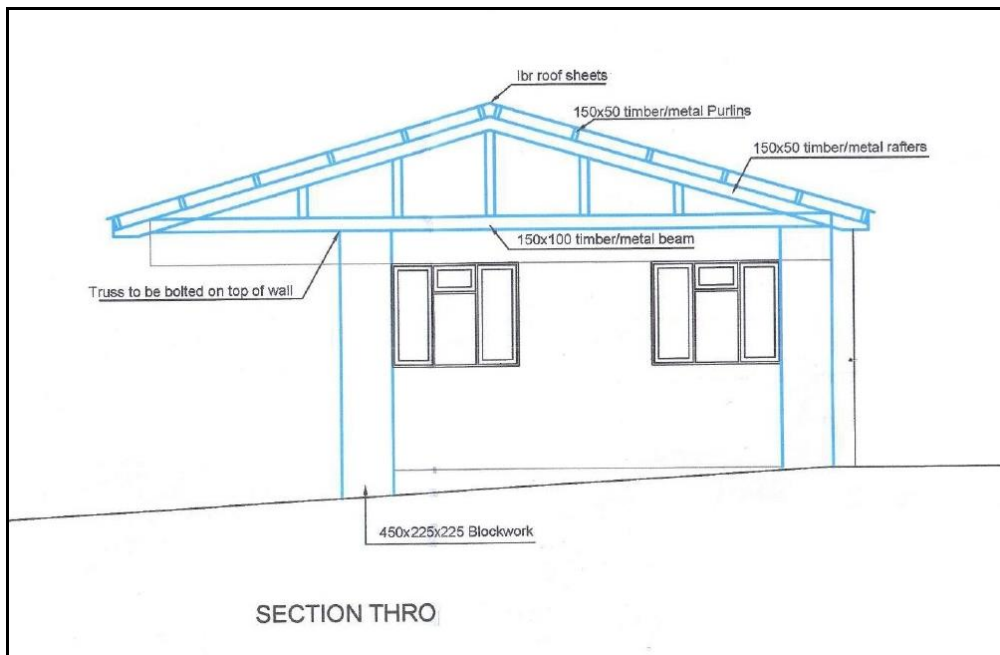 lbr roof sheets
150x50 timber/metal Purlins
150x50 timber/metal rafters
150x100 timber/metal beam
Truss to be bolted on top of wall
450x225x225 Blockwork
SECTION THRO